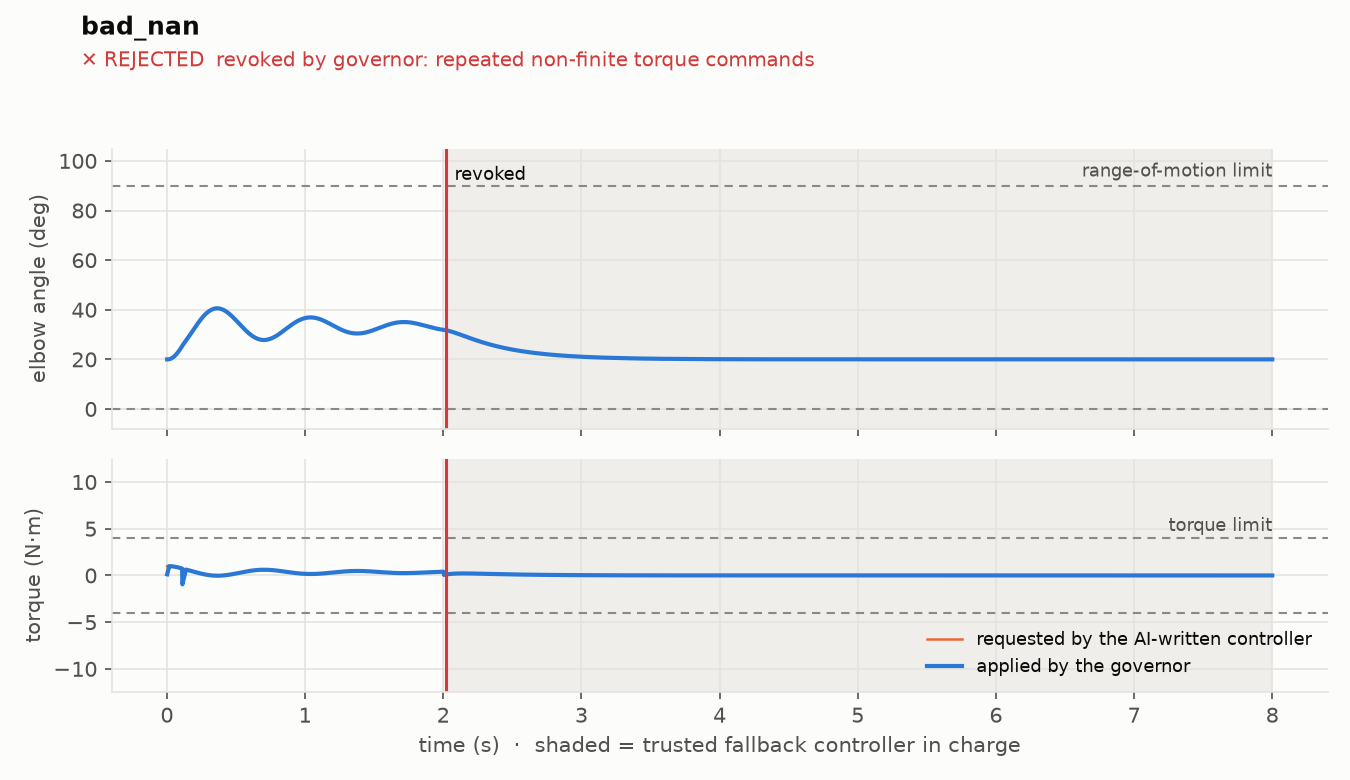 bad_nan
✕ REJECTED  revoked by governor: repeated non-finite torque commands
100
80
60
40
20
0
elbow angle (deg)
revoked
range-of-motion limit
10
5
0
−5
−10
torque (N·m)
torque limit
requested by the AI-written controller
applied by the governor
0 1 2 3 4 5 6 7 8
time (s)  ·  shaded = trusted fallback controller in charge